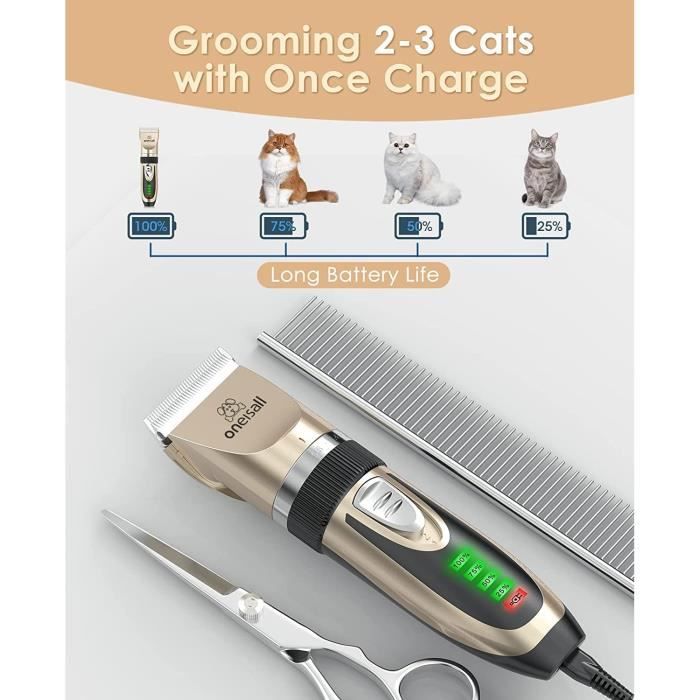 Grooming 2-3 Cats
with Once Charge
oneisall
100%
75%
50%
25%
Long Battery Life
oneisall
100%
75%
50%
25%